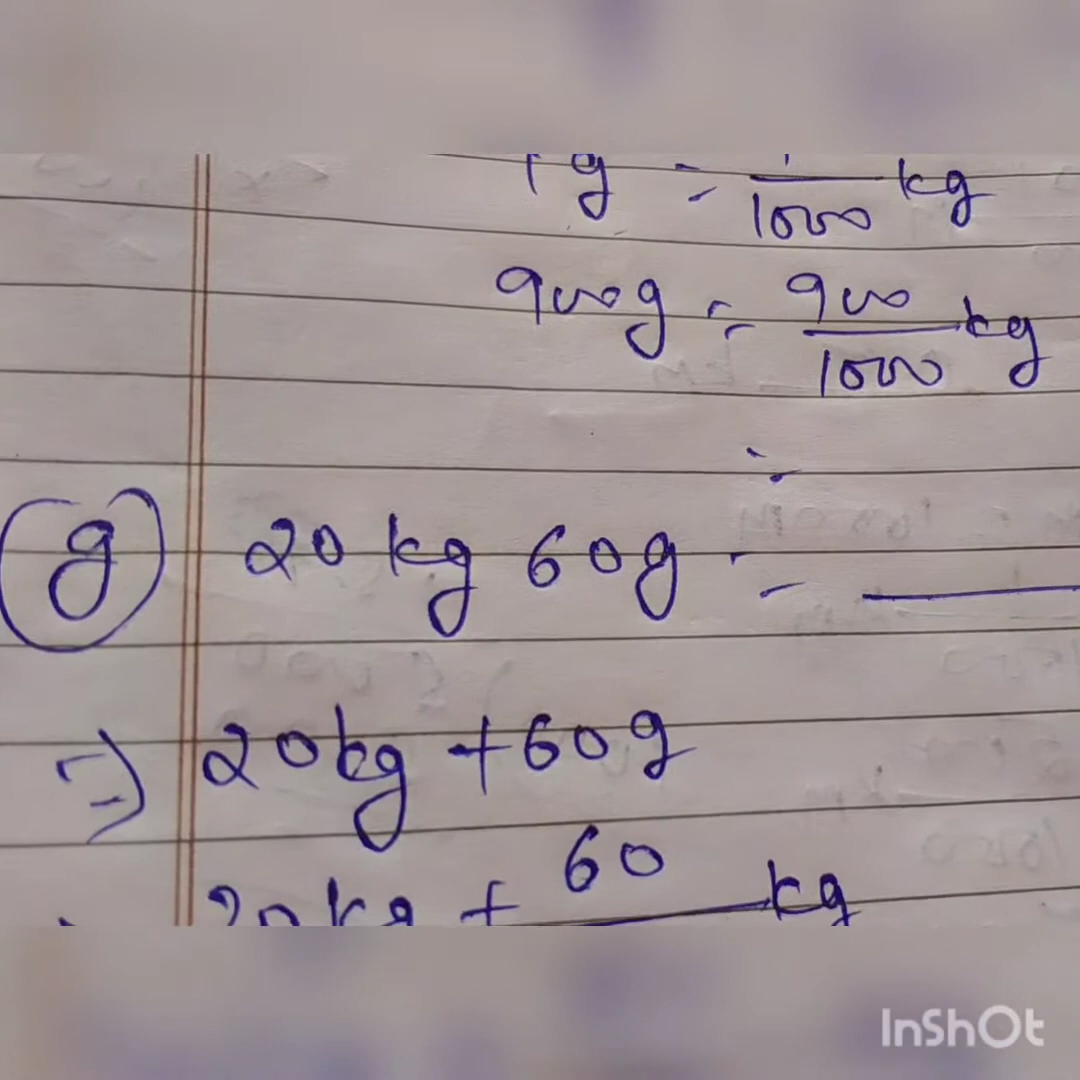 1g = 1/1000 kg
900g = 900/1000 kg
=
(g) 20 kg 60g = ____
⇒ 20kg + 60g
20kg + 60/ kg
InShOt